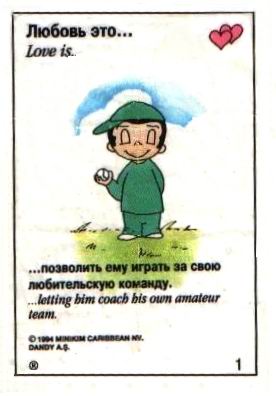 Любовь это...
Love is..
...позволить ему играть за свою
любительскую команду.
...letting him coach his own amateur
team.
© 1994 MINIKIM CARIBBEAN NV.
DANDY A.Ş.
® 1